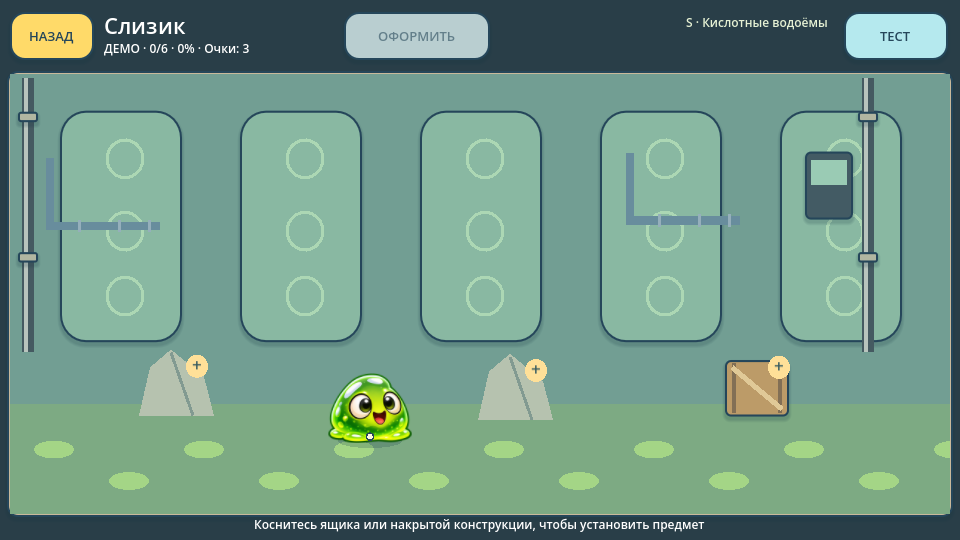 НАЗАД
Слизик
ДЕМО · 0/6 · 0% · Очки: 3
ОФОРМИТЬ
S · Кислотные водоёмы
ТЕСТ
+
+
+
Коснитесь ящика или накрытой конструкции, чтобы установить предмет